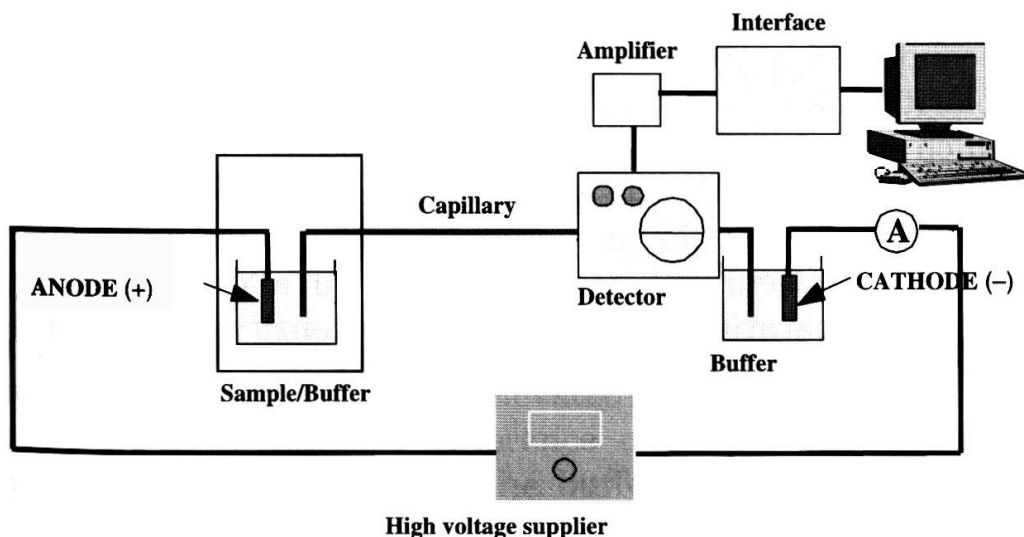 Interface
Amplifier
Capillary
A
ANODE (+)
Detector
CATHODE (−)
Buffer
Sample/Buffer
High voltage supplier